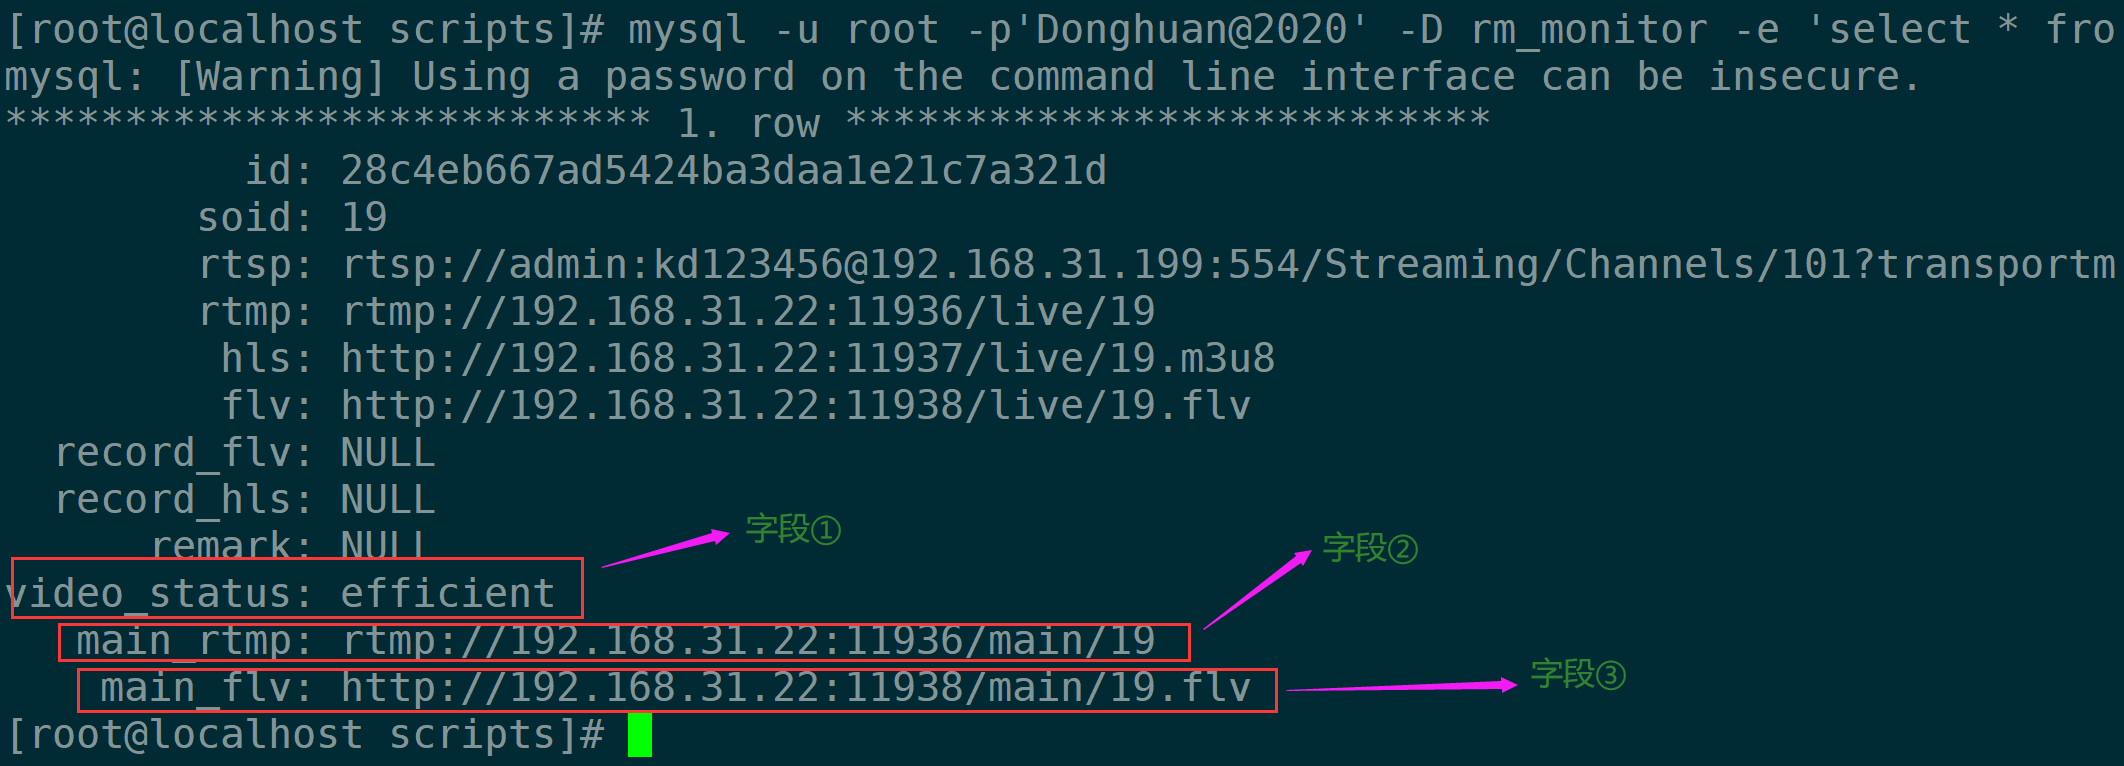 [root@localhost scripts]# mysql -u root -p'Donghuan@2020' -D rm_monitor -e 'select * fro
mysql: [Warning] Using a password on the command line interface can be insecure.
*************************** 1. row ***************************
id: 28c4eb667ad5424ba3daa1e21c7a321d
soid: 19
rtsp: rtsp://admin:kd123456@192.168.31.199:554/Streaming/Channels/101?transportm
rtmp: rtmp://192.168.31.22:11936/live/19
hls: http://192.168.31.22:11937/live/19.m3u8
flv: http://192.168.31.22:11938/live/19.flv
record_flv: NULL
record_hls: NULL
remark: NULL
字段①
video_status: efficient
字段②
main_rtmp: rtmp://192.168.31.22:11936/main/19
main_flv: http://192.168.31.22:11938/main/19.flv
字段③
[root@localhost scripts]#